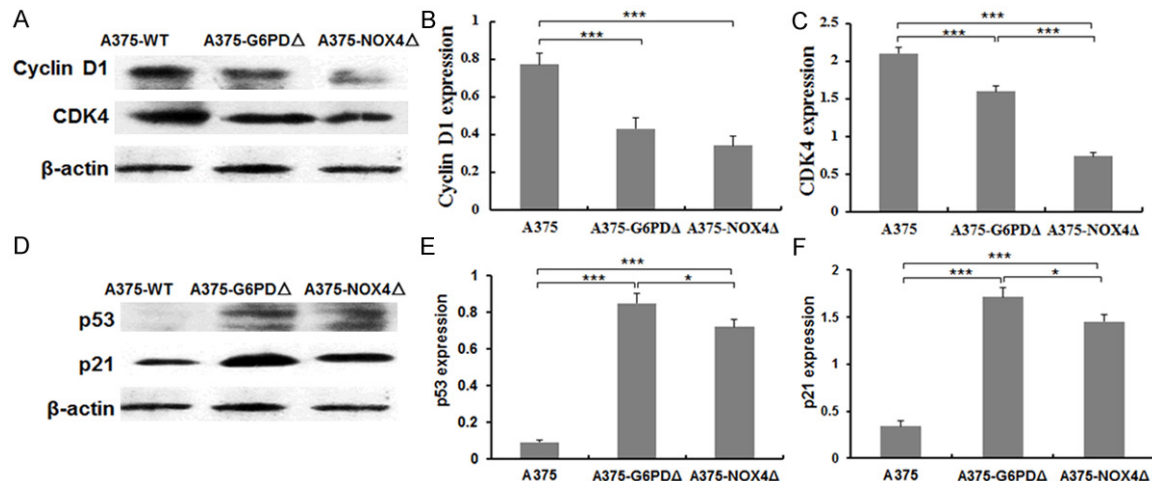 A
A375-WT A375-G6PD△ A375-NOX4△
Cyclin D1
CDK4
β-actin
B
Cyclin D1 expression
1
0.8
0.6
0.4
0.2
0
***
***
A375 A375-G6PDΔ A375-NOX4Δ
C
CDK4 expression
2.5
2
1.5
1
0.5
0
***
*** ***
A375 A375-G6PDΔ A375-NOX4Δ
D
A375-WT A375-G6PD△ A375-NOX4△
p53
p21
β-actin
E
p53 expression
1
0.8
0.6
0.4
0.2
0
***
*** *
A375 A375-G6PDΔ A375-NOX4Δ
F
p21 expression
2
1.5
1
0.5
0
***
*** *
A375 A375-G6PDΔ A375-NOX4Δ